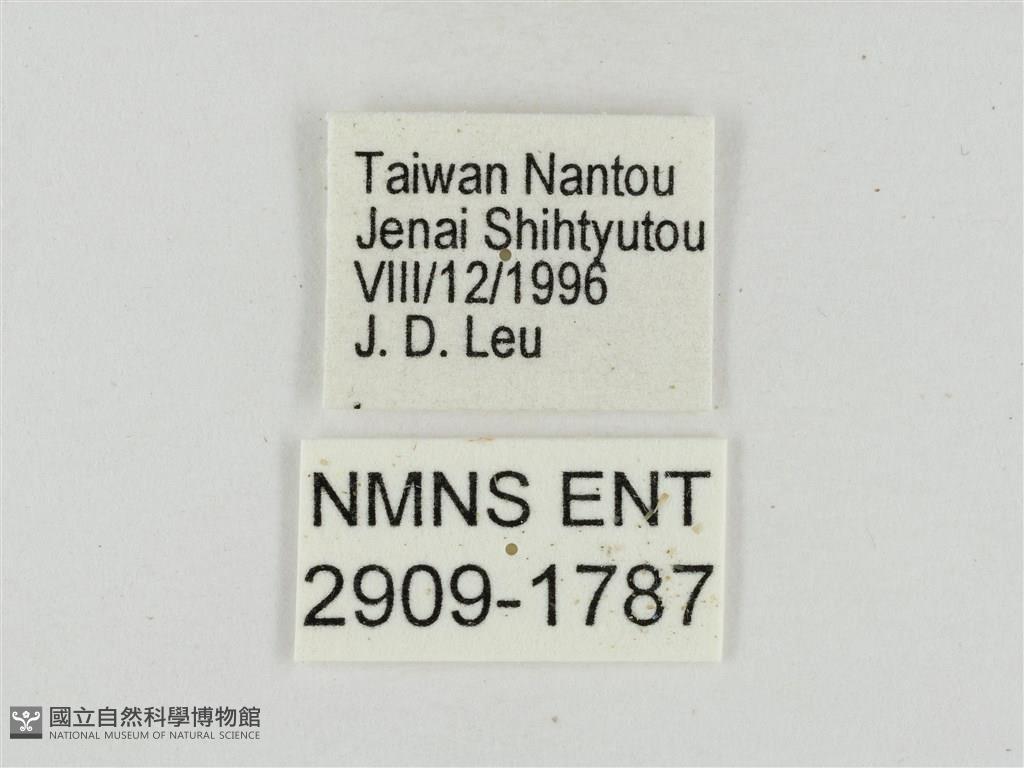 Taiwan Nantou
Jenai Shihtyutou
VIII/12/1996
J. D. Leu
NMNS ENT
2909-1787
國立自然科學博物館
NATIONAL MUSEUM OF NATURAL SCIENCE